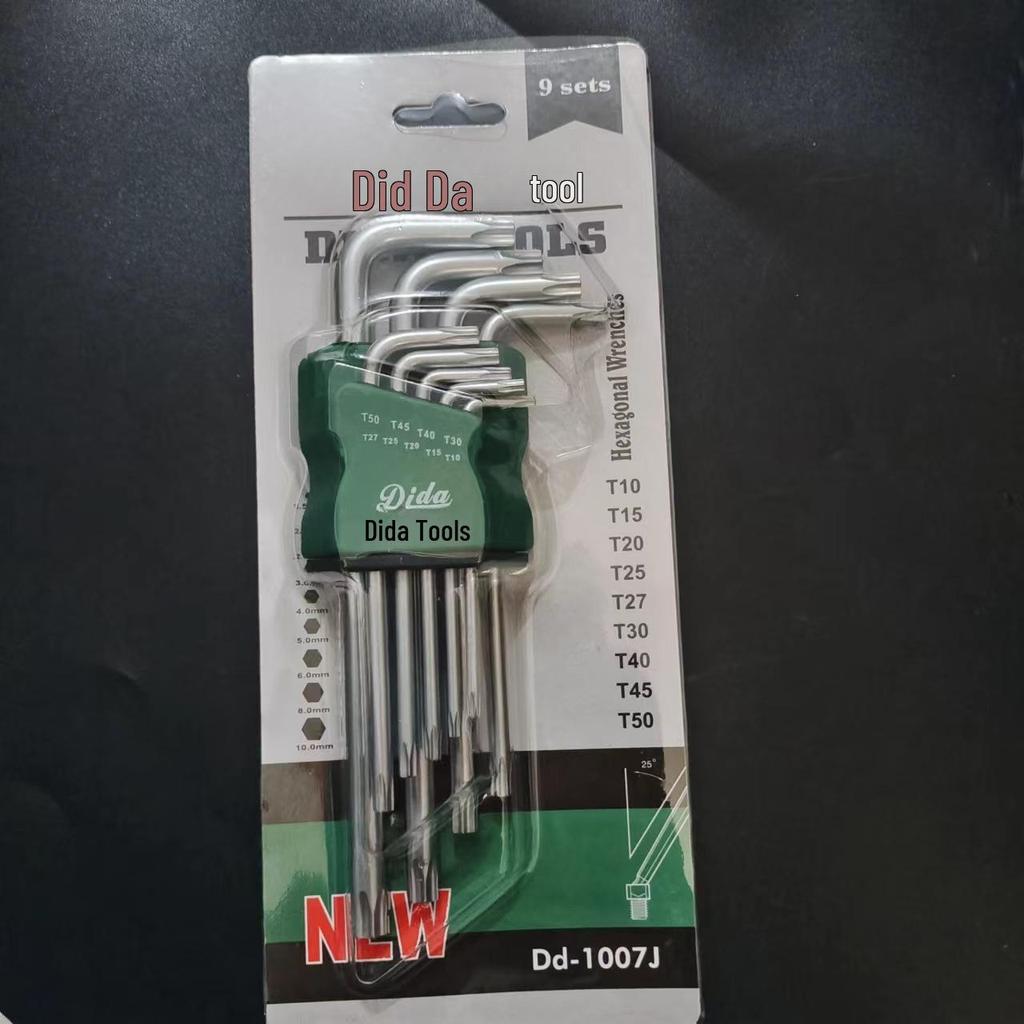 9 sets
Did Da tool
OLS
Hexagonal Wrenches
T50 T45 T40 T30
T27 T25 T20 T15 T10
Dida
Dida Tools
T10
T15
T20
T25
T27
T30
T40
T45
T50
4.0mm
5.0mm
6.0mm
8.0mm
10.0mm
25°
NEW
Dd-1007J